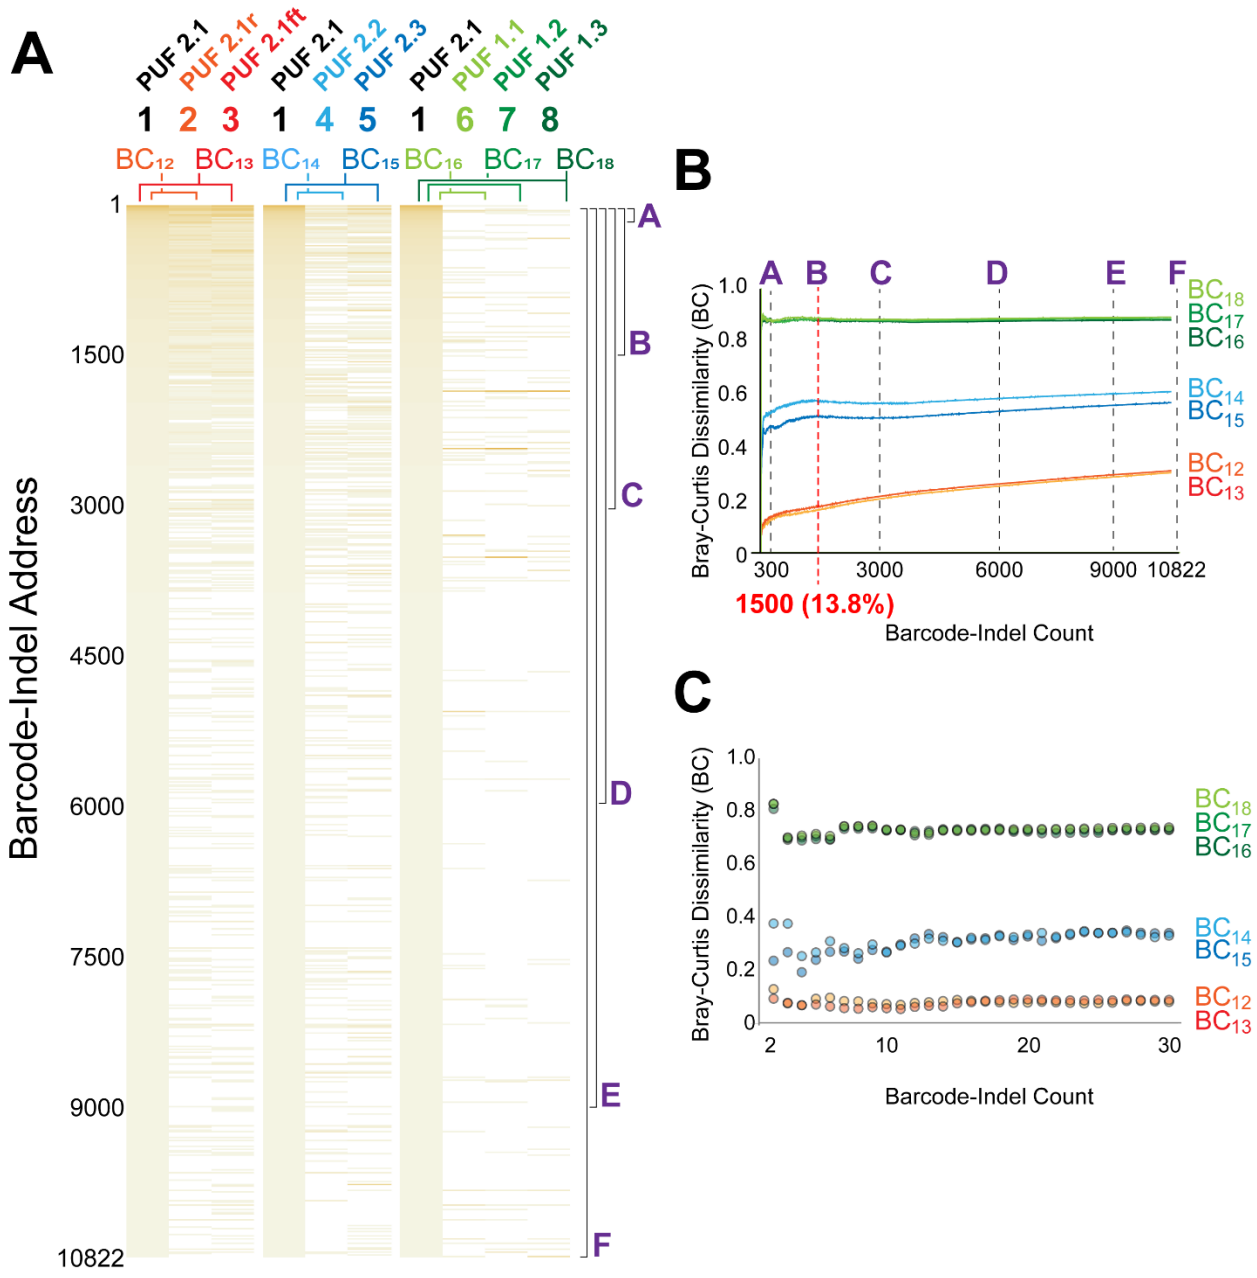 A
PUF 2.1 PUF 2.1r PUF 2.1ft PUF 2.1 PUF 2.2 PUF 2.3 PUF 2.1 PUF 1.1 PUF 1.2 PUF 1.3
1 2 3 1 4 5 1 6 7 8
BC₁₂ BC₁₃ BC₁₄ BC₁₅ BC₁₆ BC₁₇ BC₁₈
Barcode-Indel Address
1
1500
3000
4500
6000
7500
9000
10822
A
B
C
D
E
F
B
A B C D E F
Bray-Curtis Dissimilarity (BC)
1.0
0.8
0.6
0.4
0.2
0
BC₁₈
BC₁₇
BC₁₆
BC₁₄
BC₁₅
BC₁₂
BC₁₃
300 3000 6000 9000 10822
1500 (13.8%)
Barcode-Indel Count
C
Bray-Curtis Dissimilarity (BC)
1.0
0.8
0.6
0.4
0.2
0
BC₁₈
BC₁₇
BC₁₆
BC₁₄
BC₁₅
BC₁₂
BC₁₃
2 10 20 30
Barcode-Indel Count